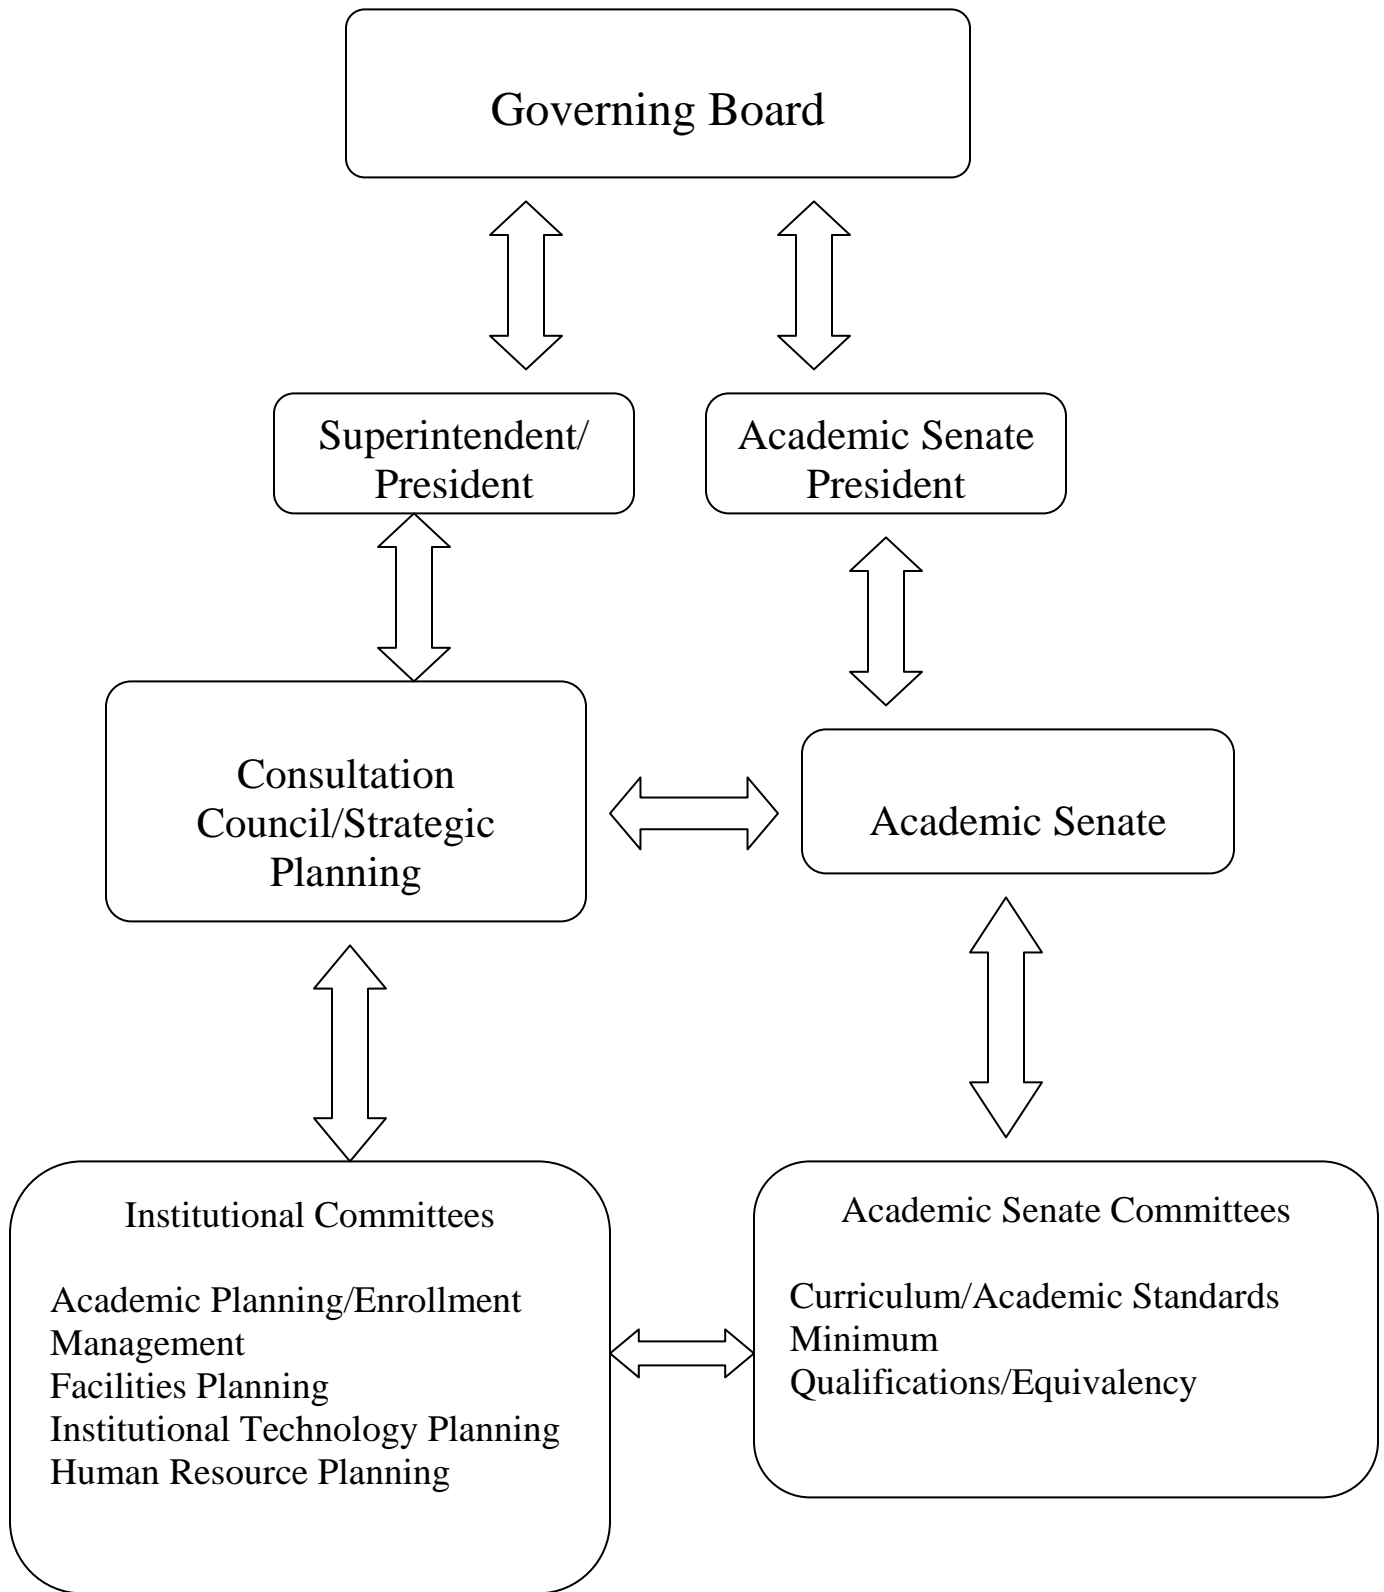 Governing Board
Superintendent/
President
Academic Senate
President
Consultation
Council/Strategic
Planning
Academic Senate
Institutional Committees
Academic Planning/Enrollment
Management
Facilities Planning
Institutional Technology Planning
Human Resource Planning
Academic Senate Committees
Curriculum/Academic Standards
Minimum
Qualifications/Equivalency